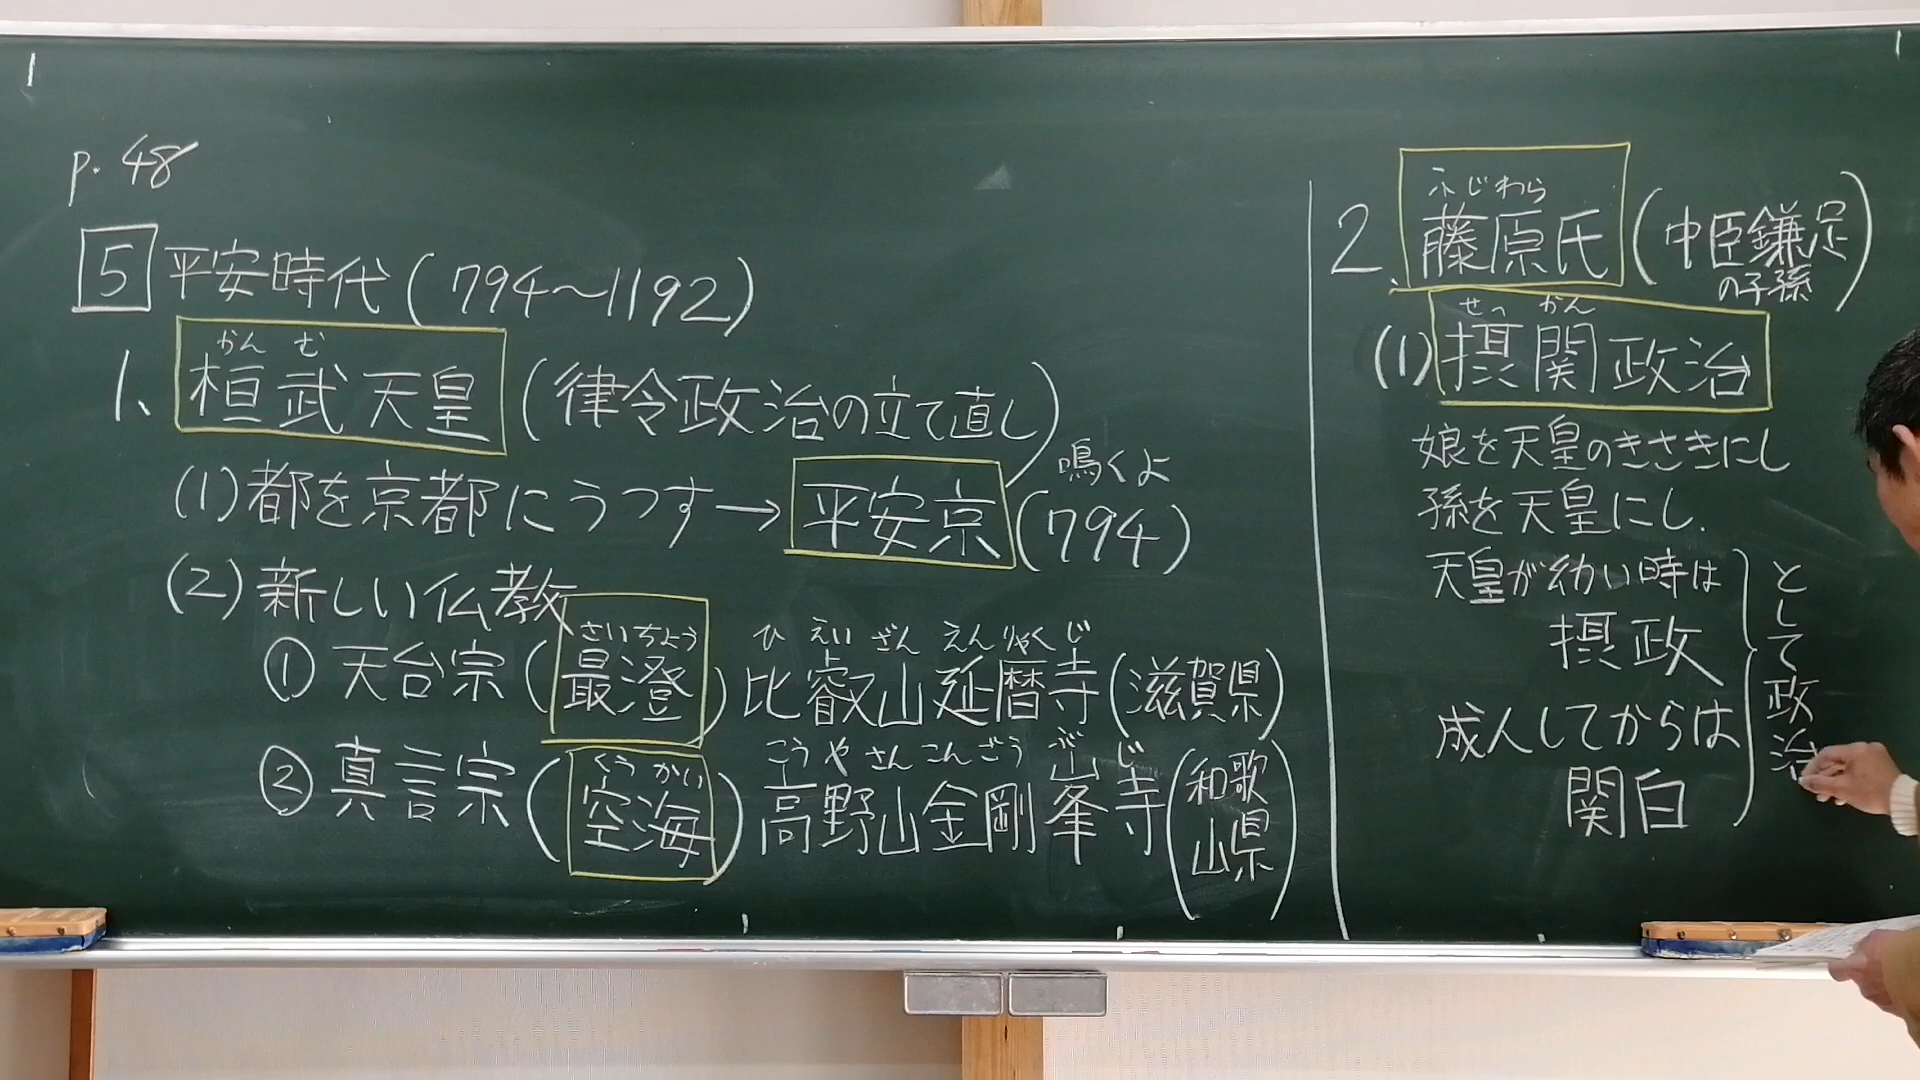 p. 48
5 平安時代(794〜1192)
かん む
1、桓武天皇(律令政治の立て直し)
(1)都を京都にうつす→平安京(794)
鳴くよ
(2)新しい仏教
さいちょう ひ えい ざん えん りゃく じ
①天台宗(最澄)比叡山延暦寺(滋賀県)
くう かい こう や さん こん ごう ぶ じ
②真言宗(空海)高野山金剛峯寺(和歌山県)
ふ じ わら
2、藤原氏(中臣鎌足の子孫)
せっ かん
(1)摂関政治
娘を天皇のきさきにし
孫を天皇にし.
天皇が幼い時は
摂政
成人してからは
関白
として政治